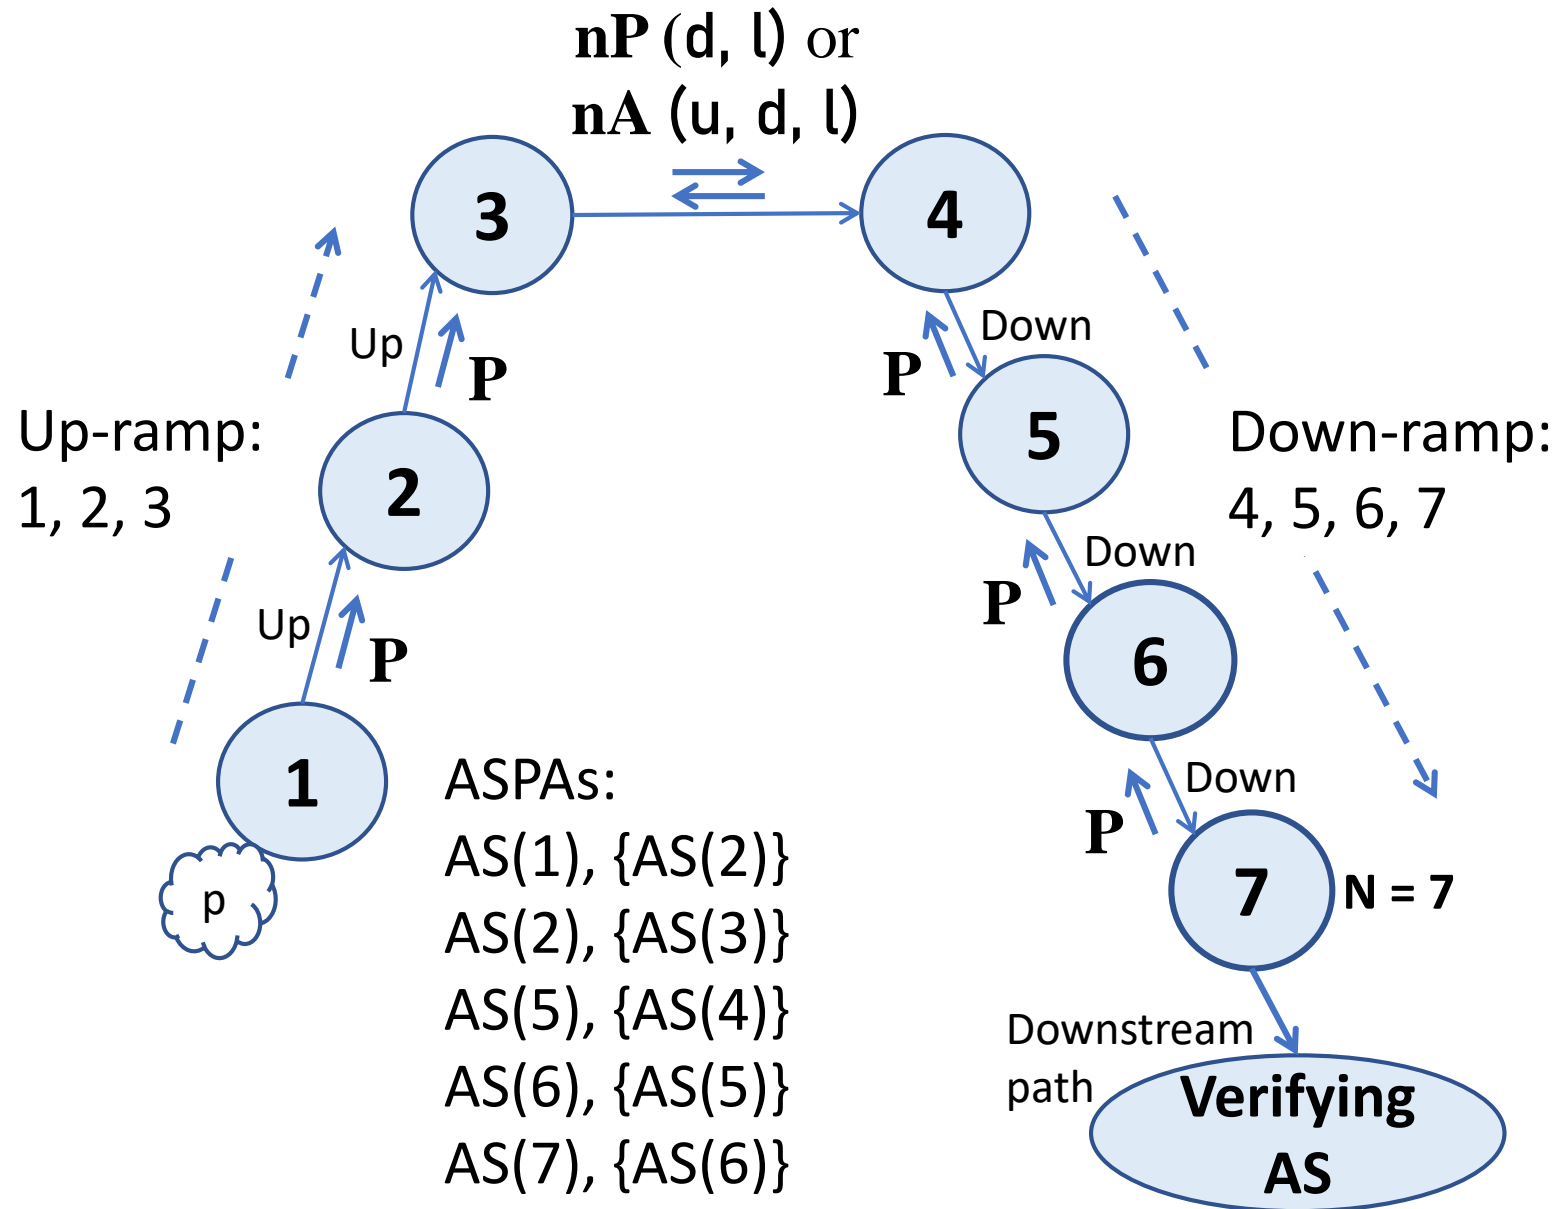 nP (d, l) or
nA (u, d, l)
3
4
Up
P
Down
P
Up-ramp:
1, 2, 3
2
5
Down-ramp:
4, 5, 6, 7
Up
P
Down
P
6
1
p
Down
P
7
N = 7
ASPAs:
AS(1), {AS(2)}
AS(2), {AS(3)}
AS(5), {AS(4)}
AS(6), {AS(5)}
AS(7), {AS(6)}
Downstream
path
Verifying
AS